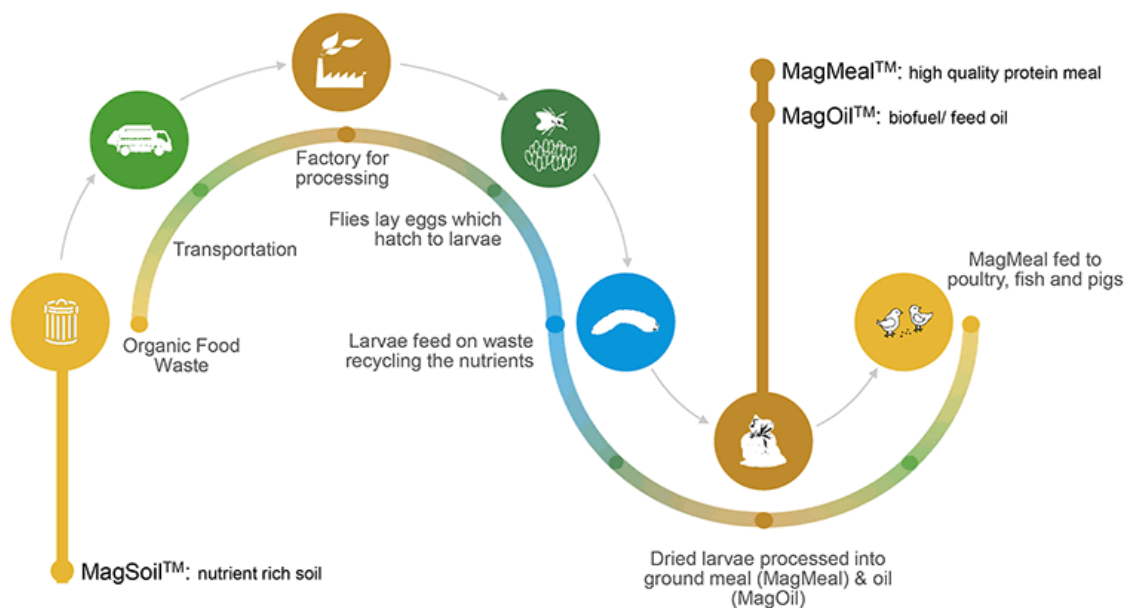 MagMeal™: high quality protein meal
MagOil™: biofuel/ feed oil
Factory for
processing
Flies lay eggs which
hatch to larvae
Transportation
MagMeal fed to
poultry, fish and pigs
Organic Food
Waste
Larvae feed on waste
recycling the nutrients
MagSoil™: nutrient rich soil
Dried larvae processed into
ground meal (MagMeal) & oil
(MagOil)